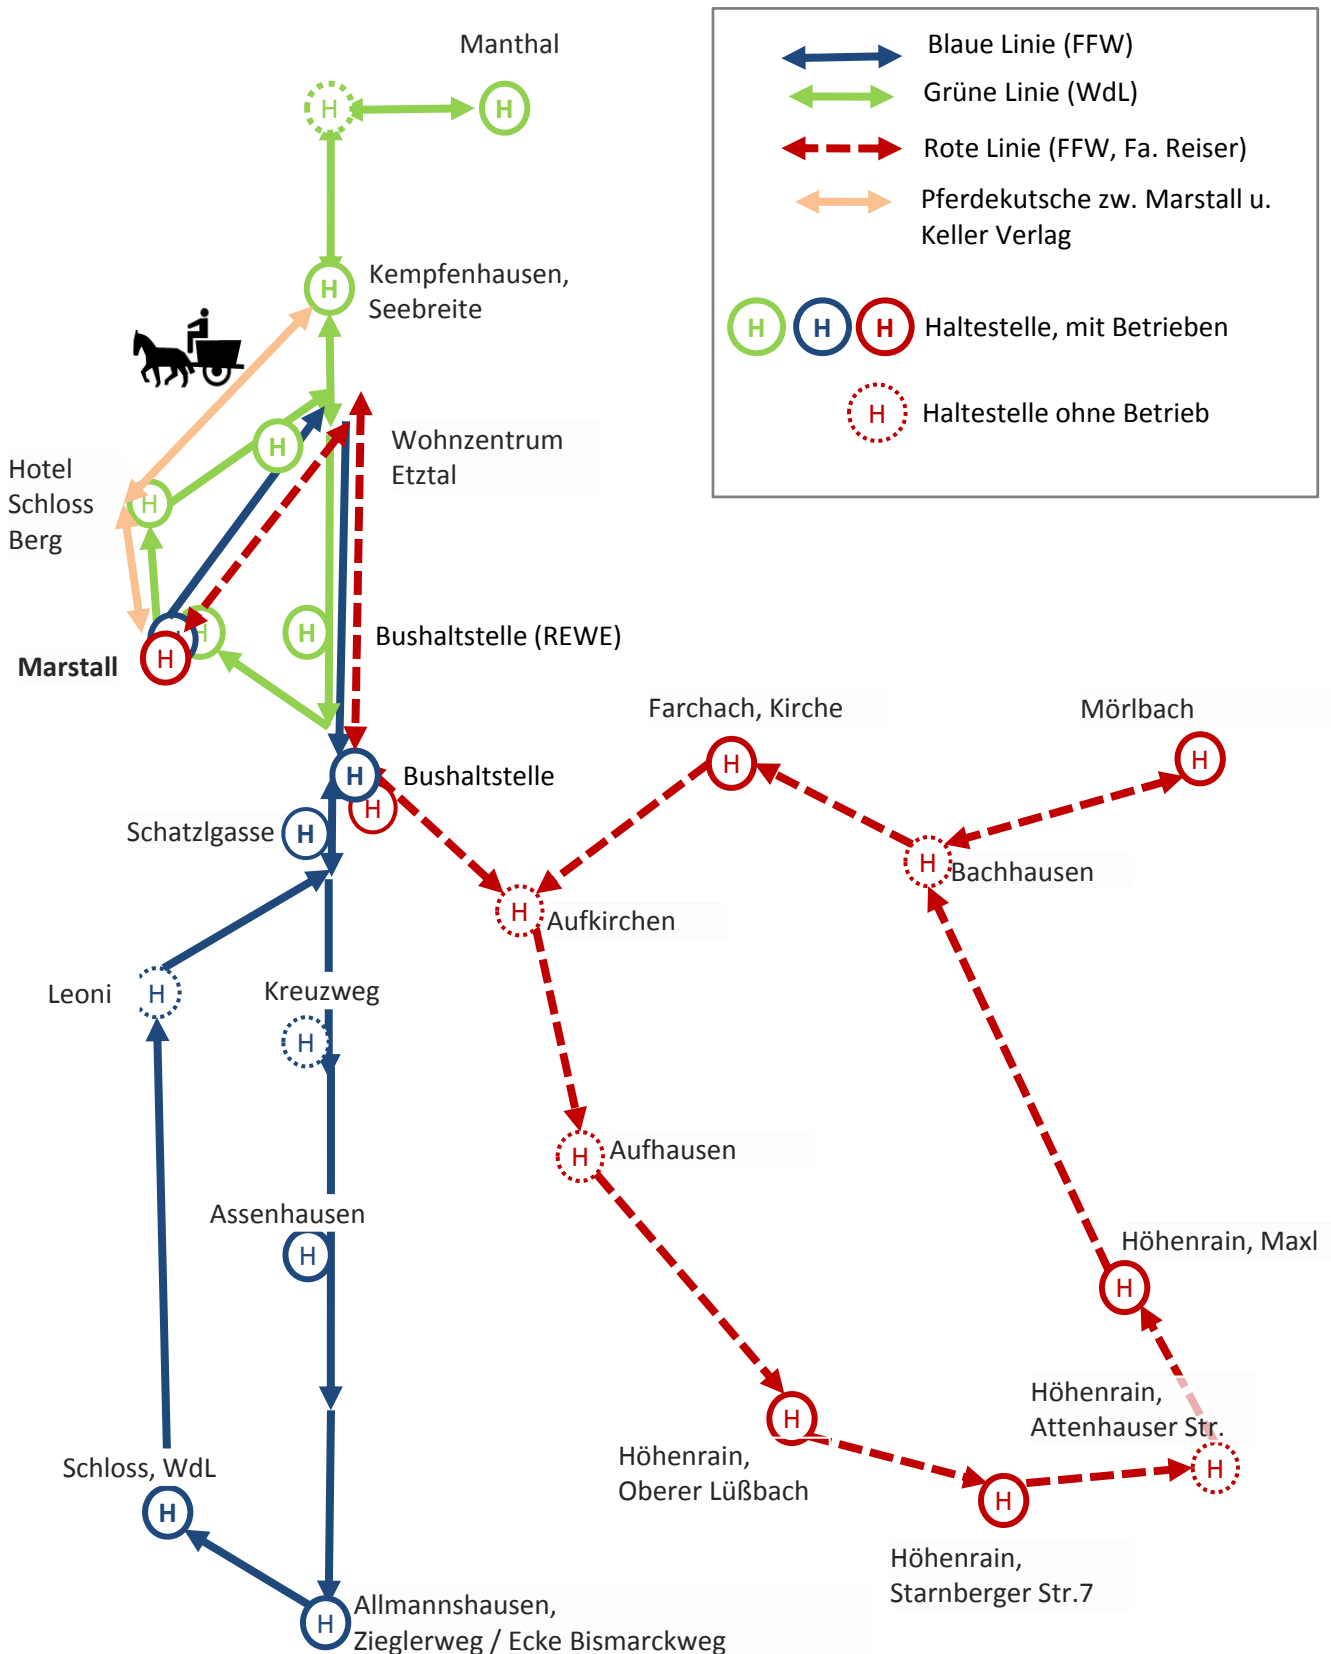 Manthal
H
H
Blaue Linie (FFW)
Grüne Linie (WdL)
Rote Linie (FFW, Fa. Reiser)
Pferdekutsche zw. Marstall u.
Keller Verlag
H
H
H
Haltestelle, mit Betrieben
H
Haltestelle ohne Betrieb
H
Kempfenhausen,
Seebreite
H
Wohnzentrum
Etztal
Hotel
Schloss
Berg
H
H
H
H
Bushaltstelle (REWE)
Marstall
H
Farchach, Kirche
H
Mörlbach
H
H
Bushaltstelle
H
Schatzlgasse
H
H
Bachhausen
H
Aufkirchen
Leoni
H
Kreuzweg
H
H
Aufhausen
Assenhausen
H
Höhenrain, Maxl
H
Höhenrain,
Attenhauser Str.
H
H
Höhenrain,
Oberer Lüßbach
H
Höhenrain,
Starnberger Str.7
Schloss, WdL
H
H
Allmannshausen,
Zieglerweg / Ecke Bismarckweg